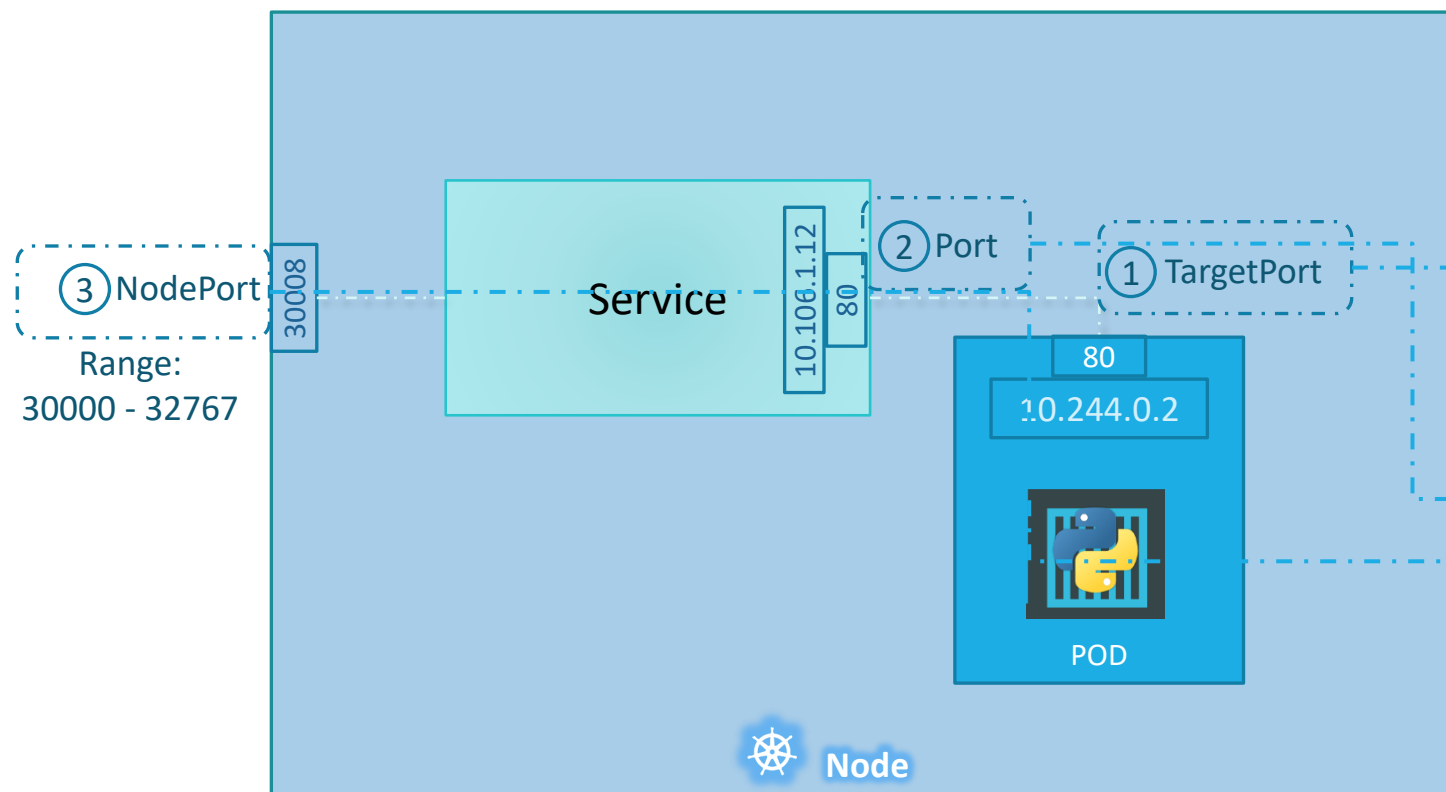 3 NodePort
Range:
30000 - 32767
30008
Service
10.106.1.12
80
2 Port
1 TargetPort
80
10.244.0.2
POD
Node